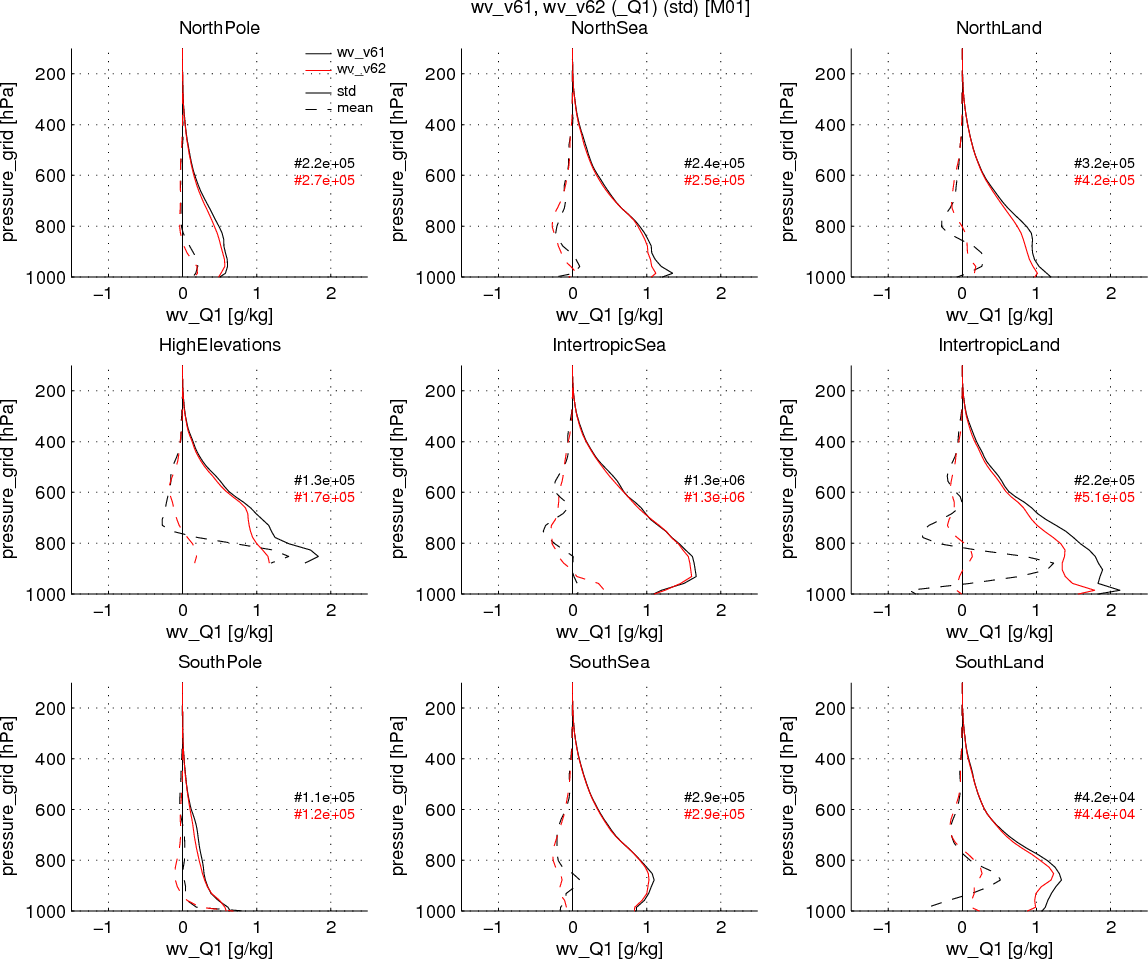 wv_v61, wv_v62 (_Q1) (std) [M01]
NorthPole
pressure_grid [hPa]
200
400
600
800
1000
wv_v61
wv_v62
std
mean
#2.2e+05
#2.7e+05
−1 0 1 2
wv_Q1 [g/kg]
NorthSea
pressure_grid [hPa]
200
400
600
800
1000
#2.4e+05
#2.5e+05
−1 0 1 2
wv_Q1 [g/kg]
NorthLand
pressure_grid [hPa]
200
400
600
800
1000
#3.2e+05
#4.2e+05
−1 0 1 2
wv_Q1 [g/kg]
HighElevations
pressure_grid [hPa]
200
400
600
800
1000
#1.3e+05
#1.7e+05
−1 0 1 2
wv_Q1 [g/kg]
IntertropicSea
pressure_grid [hPa]
200
400
600
800
1000
#1.3e+06
#1.3e+06
−1 0 1 2
wv_Q1 [g/kg]
IntertropicLand
pressure_grid [hPa]
200
400
600
800
1000
#2.2e+05
#5.1e+05
−1 0 1 2
wv_Q1 [g/kg]
SouthPole
pressure_grid [hPa]
200
400
600
800
1000
#1.1e+05
#1.2e+05
−1 0 1 2
wv_Q1 [g/kg]
SouthSea
pressure_grid [hPa]
200
400
600
800
1000
#2.9e+05
#2.9e+05
−1 0 1 2
wv_Q1 [g/kg]
SouthLand
pressure_grid [hPa]
200
400
600
800
1000
#4.2e+04
#4.4e+04
−1 0 1 2
wv_Q1 [g/kg]